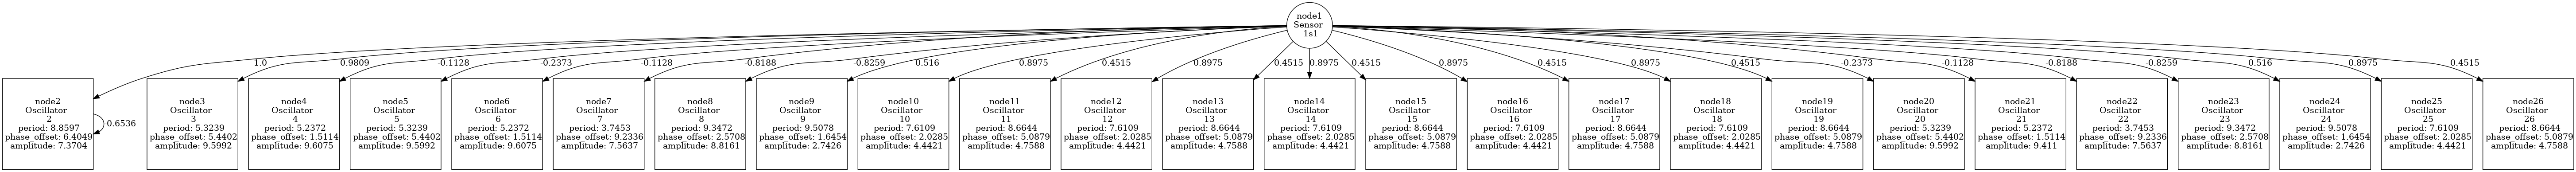 node1
Sensor
1s1
1.0
0.9809
-0.1128
-0.2373
-0.1128
-0.8188
-0.8259
0.516
0.8975
0.4515
0.8975
0.4515
0.8975
0.4515
0.8975
0.4515
0.8975
0.4515
-0.2373
-0.1128
-0.8188
-0.8259
0.516
0.8975
0.4515
node2
Oscillator
2
period: 8.8597
phase_offset: 6.4049
amplitude: 7.3704
-0.6536
node3
Oscillator
3
period: 5.3239
phase_offset: 5.4402
amplitude: 9.5992
node4
Oscillator
4
period: 5.2372
phase_offset: 1.5114
amplitude: 9.6075
node5
Oscillator
5
period: 5.3239
phase_offset: 5.4402
amplitude: 9.5992
node6
Oscillator
6
period: 5.2372
phase_offset: 1.5114
amplitude: 9.6075
node7
Oscillator
7
period: 3.7453
phase_offset: 9.2336
amplitude: 7.5637
node8
Oscillator
8
period: 9.3472
phase_offset: 2.5708
amplitude: 8.8161
node9
Oscillator
9
period: 9.5078
phase_offset: 1.6454
amplitude: 2.7426
node10
Oscillator
10
period: 7.6109
phase_offset: 2.0285
amplitude: 4.4421
node11
Oscillator
11
period: 8.6644
phase_offset: 5.0879
amplitude: 4.7588
node12
Oscillator
12
period: 7.6109
phase_offset: 2.0285
amplitude: 4.4421
node13
Oscillator
13
period: 8.6644
phase_offset: 5.0879
amplitude: 4.7588
node14
Oscillator
14
period: 7.6109
phase_offset: 2.0285
amplitude: 4.4421
node15
Oscillator
15
period: 8.6644
phase_offset: 5.0879
amplitude: 4.7588
node16
Oscillator
16
period: 7.6109
phase_offset: 2.0285
amplitude: 4.4421
node17
Oscillator
17
period: 8.6644
phase_offset: 5.0879
amplitude: 4.7588
node18
Oscillator
18
period: 7.6109
phase_offset: 2.0285
amplitude: 4.4421
node19
Oscillator
19
period: 8.6644
phase_offset: 5.0879
amplitude: 4.7588
node20
Oscillator
20
period: 5.3239
phase_offset: 5.4402
amplitude: 9.5992
node21
Oscillator
21
period: 5.2372
phase_offset: 1.5114
amplitude: 9.411
node22
Oscillator
22
period: 3.7453
phase_offset: 9.2336
amplitude: 7.5637
node23
Oscillator
23
period: 9.3472
phase_offset: 2.5708
amplitude: 8.8161
node24
Oscillator
24
period: 9.5078
phase_offset: 1.6454
amplitude: 2.7426
node25
Oscillator
25
period: 7.6109
phase_offset: 2.0285
amplitude: 4.4421
node26
Oscillator
26
period: 8.6644
phase_offset: 5.0879
amplitude: 4.7588